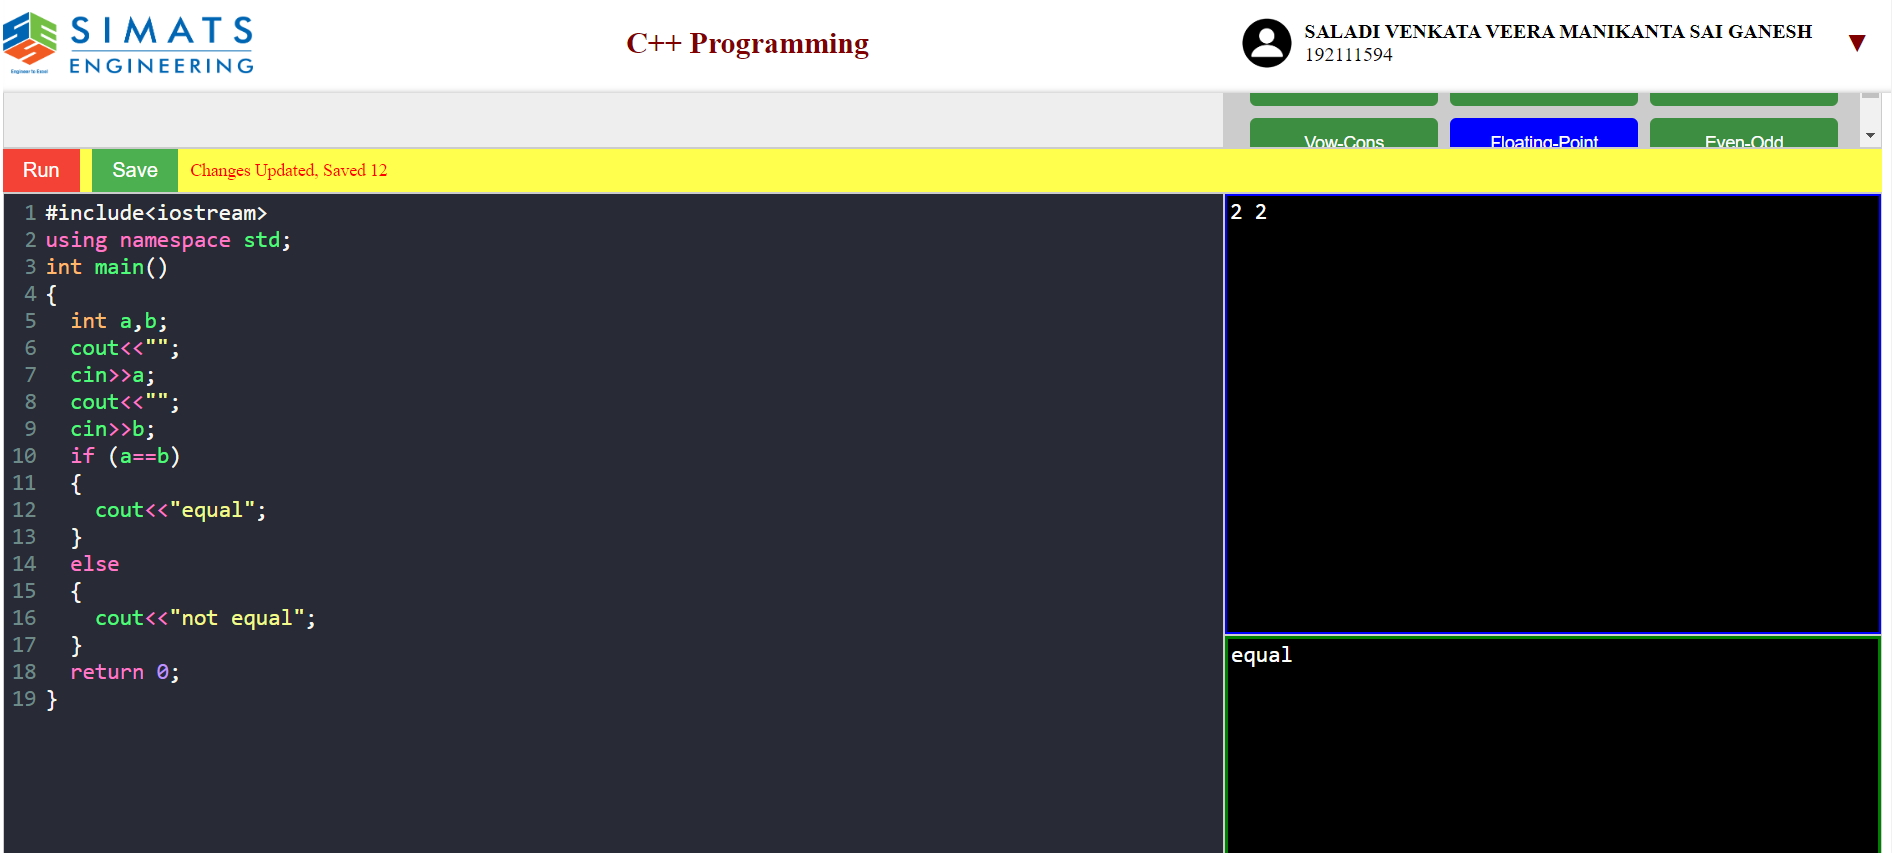 SIMATS
ENGINEERING
Engineer to Excel
C++ Programming
SALADI VENKATA VEERA MANIKANTA SAI GANESH
192111594
Vow-Cons
Floating-Point
Even-Odd
Run
Save
Changes Updated, Saved 12
1 #include<iostream>
2 using namespace std;
3 int main()
4 {
5   int a,b;
6   cout<<"";
7   cin>>a;
8   cout<<"";
9   cin>>b;
10   if (a==b)
11   {
12     cout<<"equal";
13   }
14   else
15   {
16     cout<<"not equal";
17   }
18   return 0;
19 }
2 2
equal